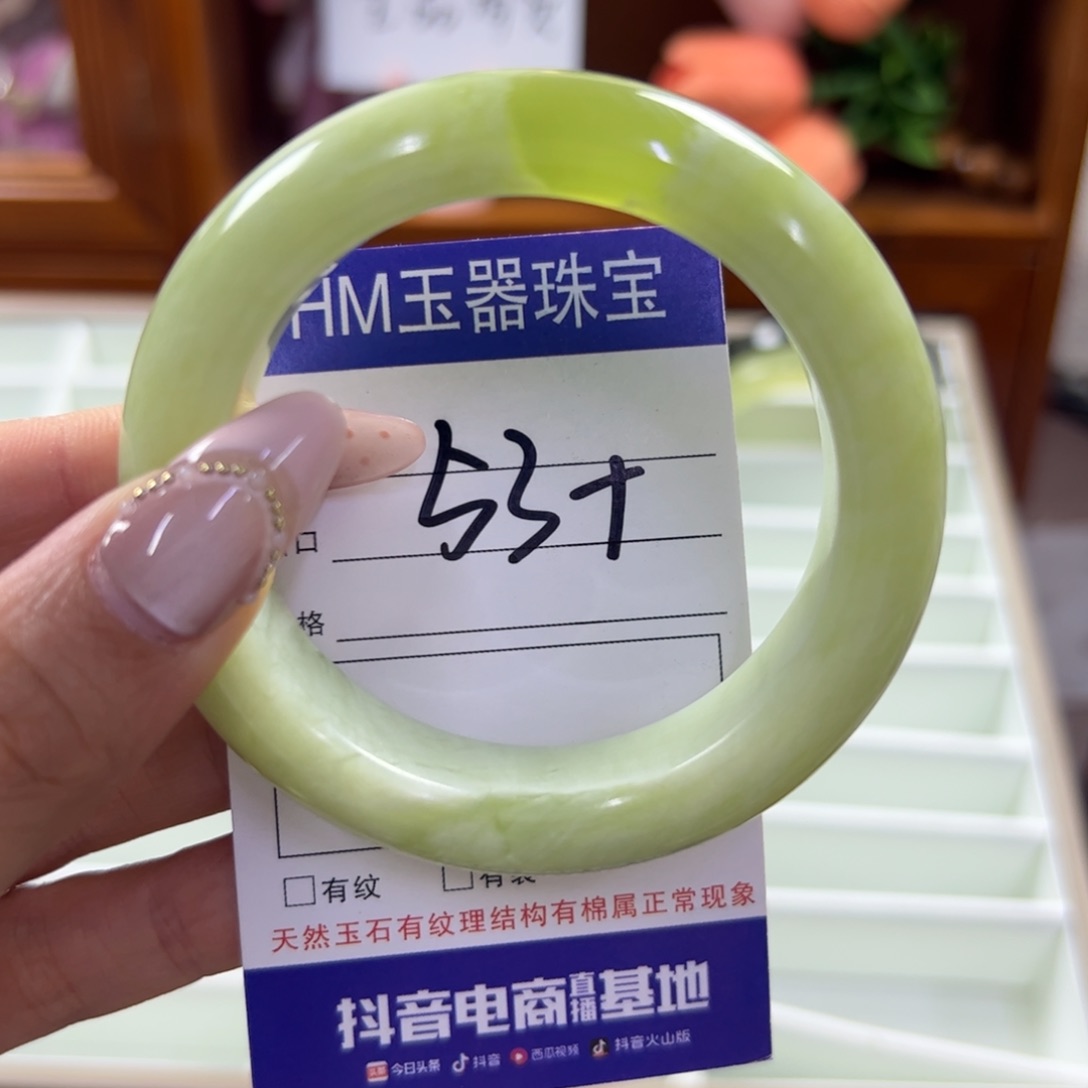 HM玉器珠宝
53+
口
格
有纹
有裂
天然玉石有纹理结构有棉属正常现象
抖音电商直播基地
今日头条 抖音 西瓜视频 抖音火山版